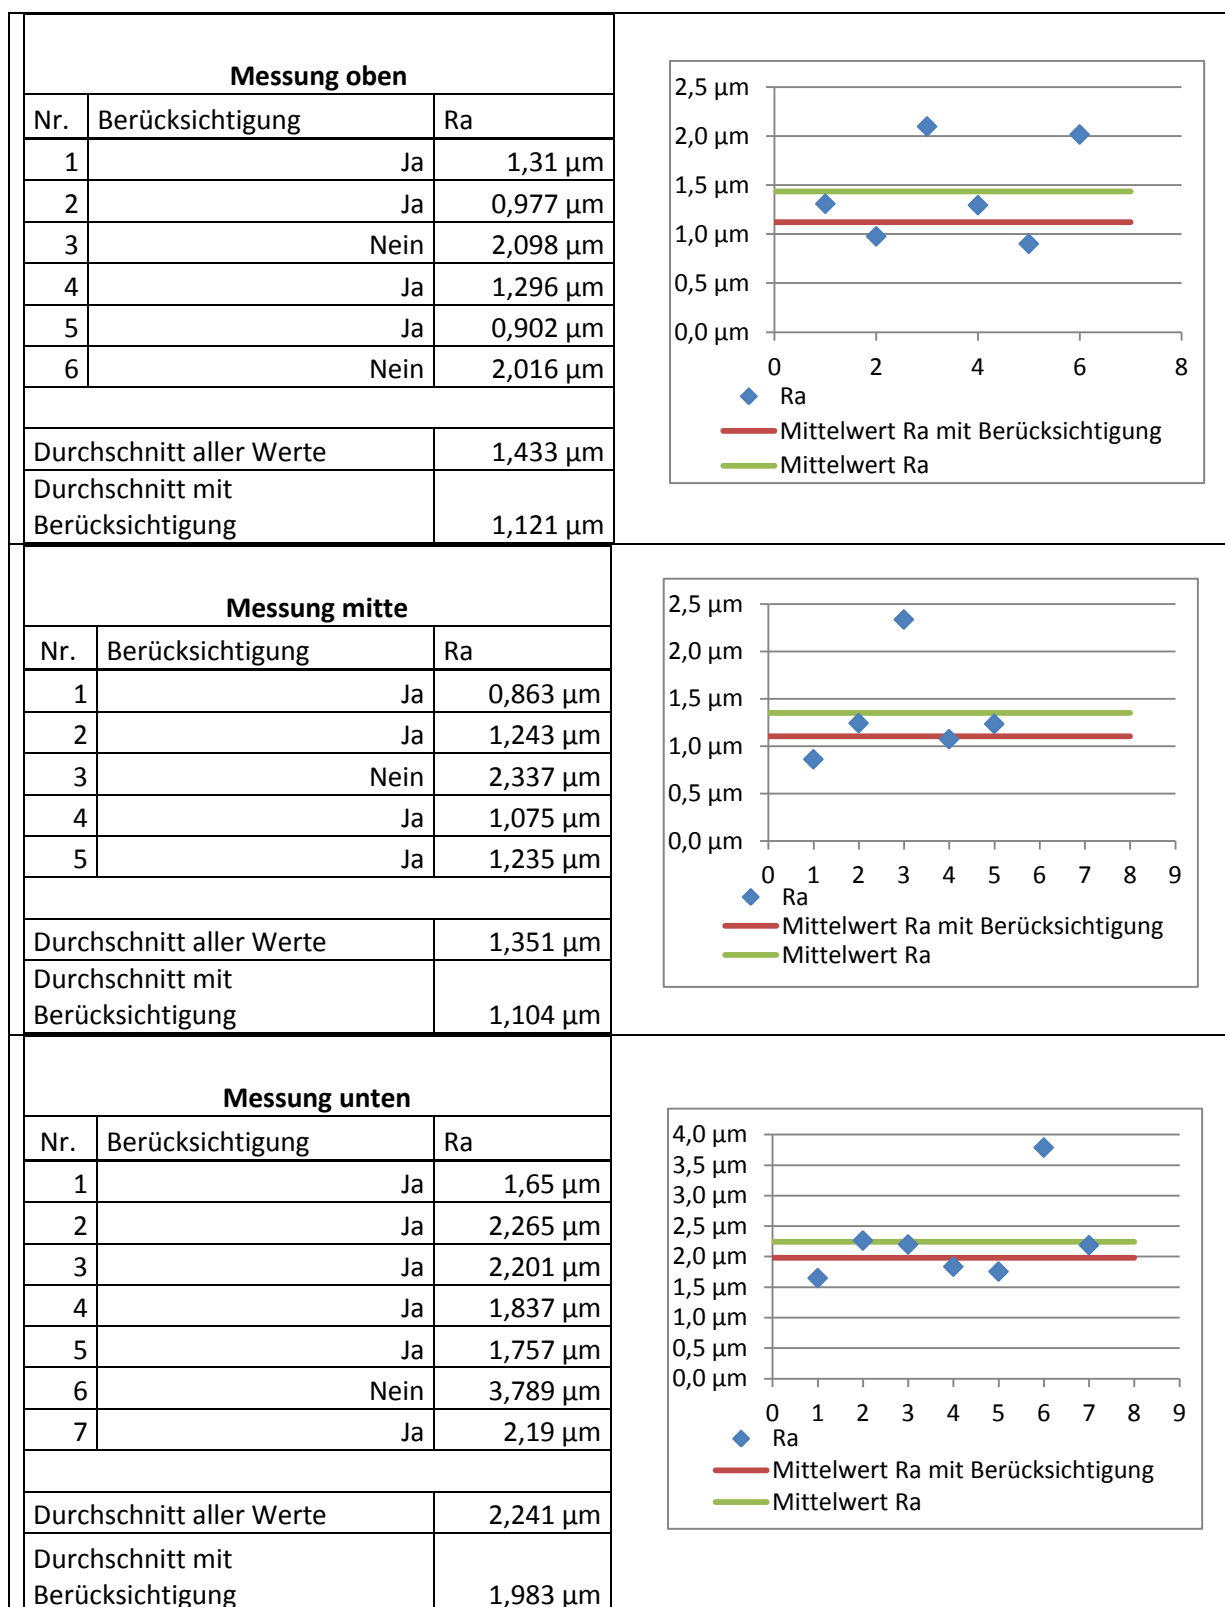 Messung oben
Nr. Berücksichtigung Ra
1 Ja 1,31 µm
2 Ja 0,977 µm
3 Nein 2,098 µm
4 Ja 1,296 µm
5 Ja 0,902 µm
6 Nein 2,016 µm
Durchschnitt aller Werte 1,433 µm
Durchschnitt mit
Berücksichtigung 1,121 µm
2,5 µm
2,0 µm
1,5 µm
1,0 µm
0,5 µm
0,0 µm
0 2 4 6 8
Ra
Mittelwert Ra mit Berücksichtigung
Mittelwert Ra
Messung mitte
Nr. Berücksichtigung Ra
1 Ja 0,863 µm
2 Ja 1,243 µm
3 Nein 2,337 µm
4 Ja 1,075 µm
5 Ja 1,235 µm
Durchschnitt aller Werte 1,351 µm
Durchschnitt mit
Berücksichtigung 1,104 µm
2,5 µm
2,0 µm
1,5 µm
1,0 µm
0,5 µm
0,0 µm
0 1 2 3 4 5 6 7 8 9
Ra
Mittelwert Ra mit Berücksichtigung
Mittelwert Ra
Messung unten
Nr. Berücksichtigung Ra
1 Ja 1,65 µm
2 Ja 2,265 µm
3 Ja 2,201 µm
4 Ja 1,837 µm
5 Ja 1,757 µm
6 Nein 3,789 µm
7 Ja 2,19 µm
Durchschnitt aller Werte 2,241 µm
Durchschnitt mit
Berücksichtigung 1,983 µm
4,0 µm
3,5 µm
3,0 µm
2,5 µm
2,0 µm
1,5 µm
1,0 µm
0,5 µm
0,0 µm
0 1 2 3 4 5 6 7 8 9
Ra
Mittelwert Ra mit Berücksichtigung
Mittelwert Ra